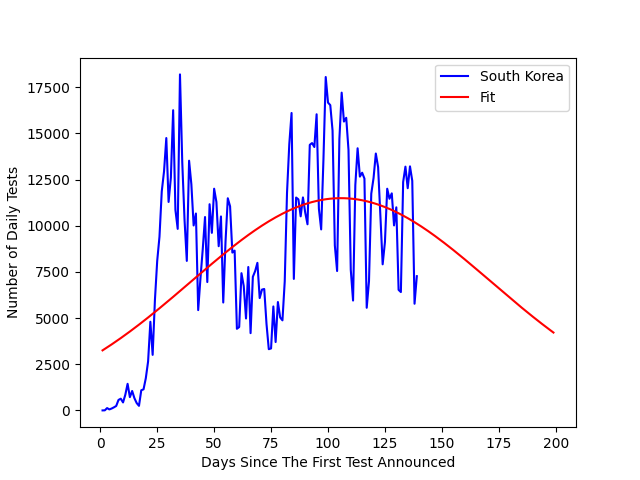 South Korea
Fit
Number of Daily Tests
17500
15000
12500
10000
7500
5000
2500
0
0 25 50 75 100 125 150 175 200
Days Since The First Test Announced